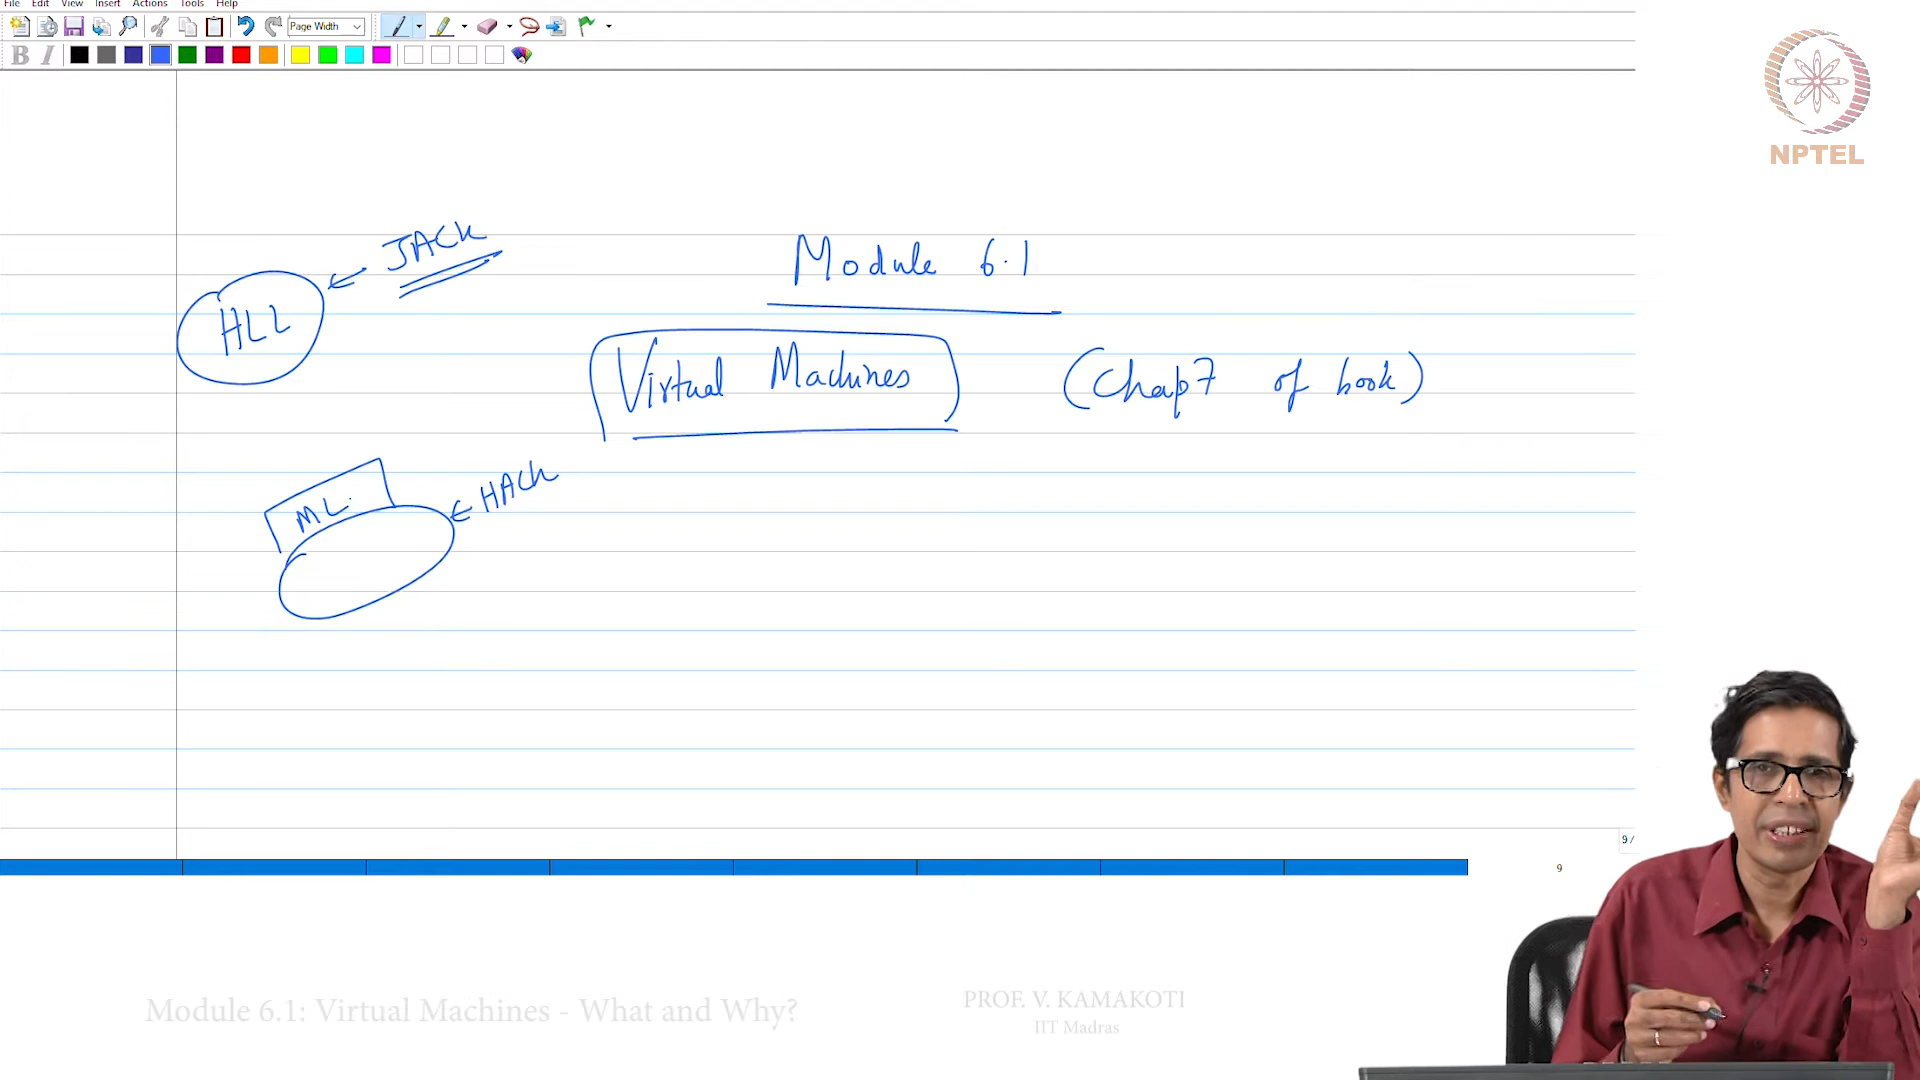 File Edit View Insert Actions Tools Help
Page Width
B I
NPTEL
JACK
Module 6.1
HLL
Virtual Machines (Chap 7 of book)
HACK
ML.
9/
9
Module 6.1: Virtual Machines - What and Why?
PROF. V. KAMAKOTI
IIT Madras